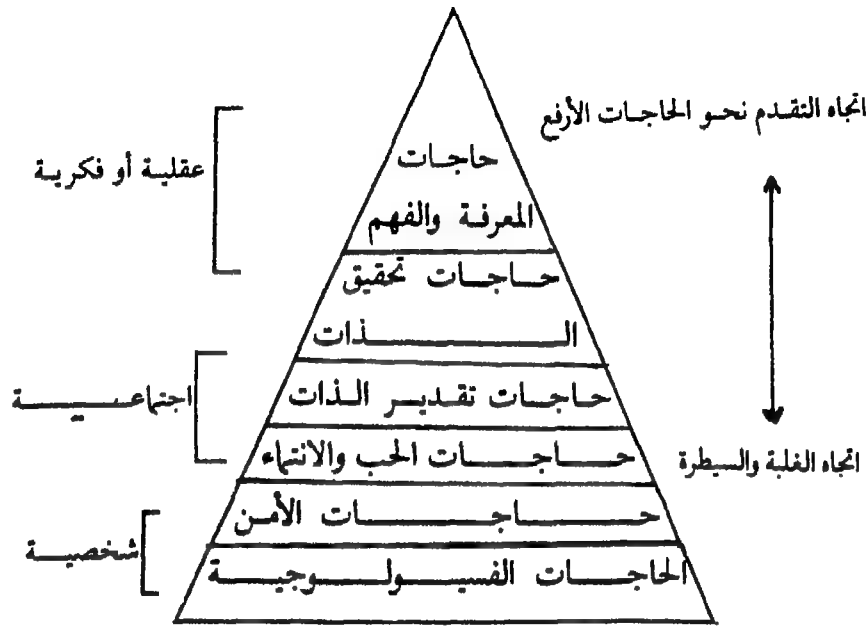 اتجاه التقدم نحو الحاجات الأرفع
حاجات
عقلية أو فكرية
المعرفة والفهم
حاجات تحقيق
الذات
حاجات تقدير الذات
اجتماعية
حاجات الحب والانتماء
اتجاه الغلبة والسيطرة
حاجات الأمن
شخصية
الحاجات الفسيولوجية